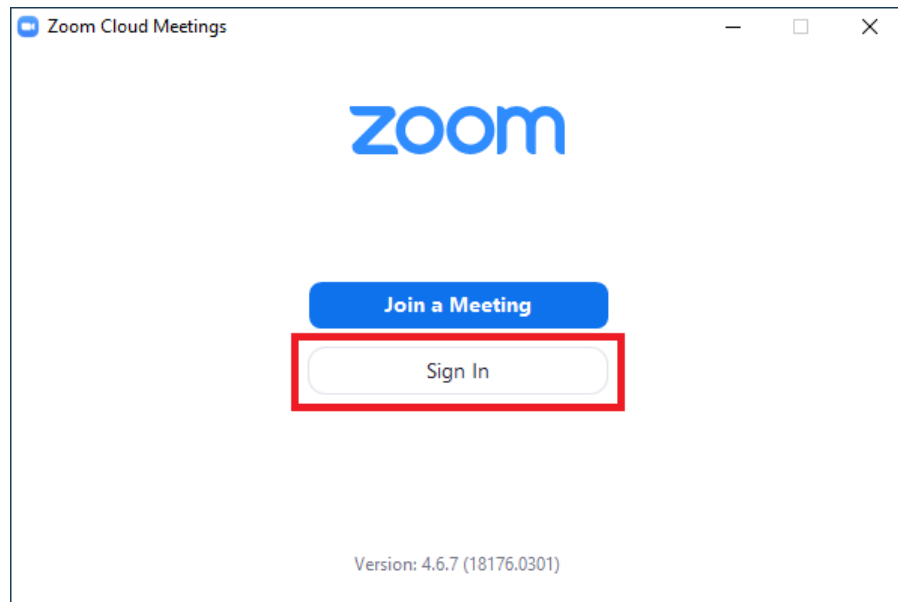 Zoom Cloud Meetings
zoom
Join a Meeting
Sign In
Version: 4.6.7 (18176.0301)